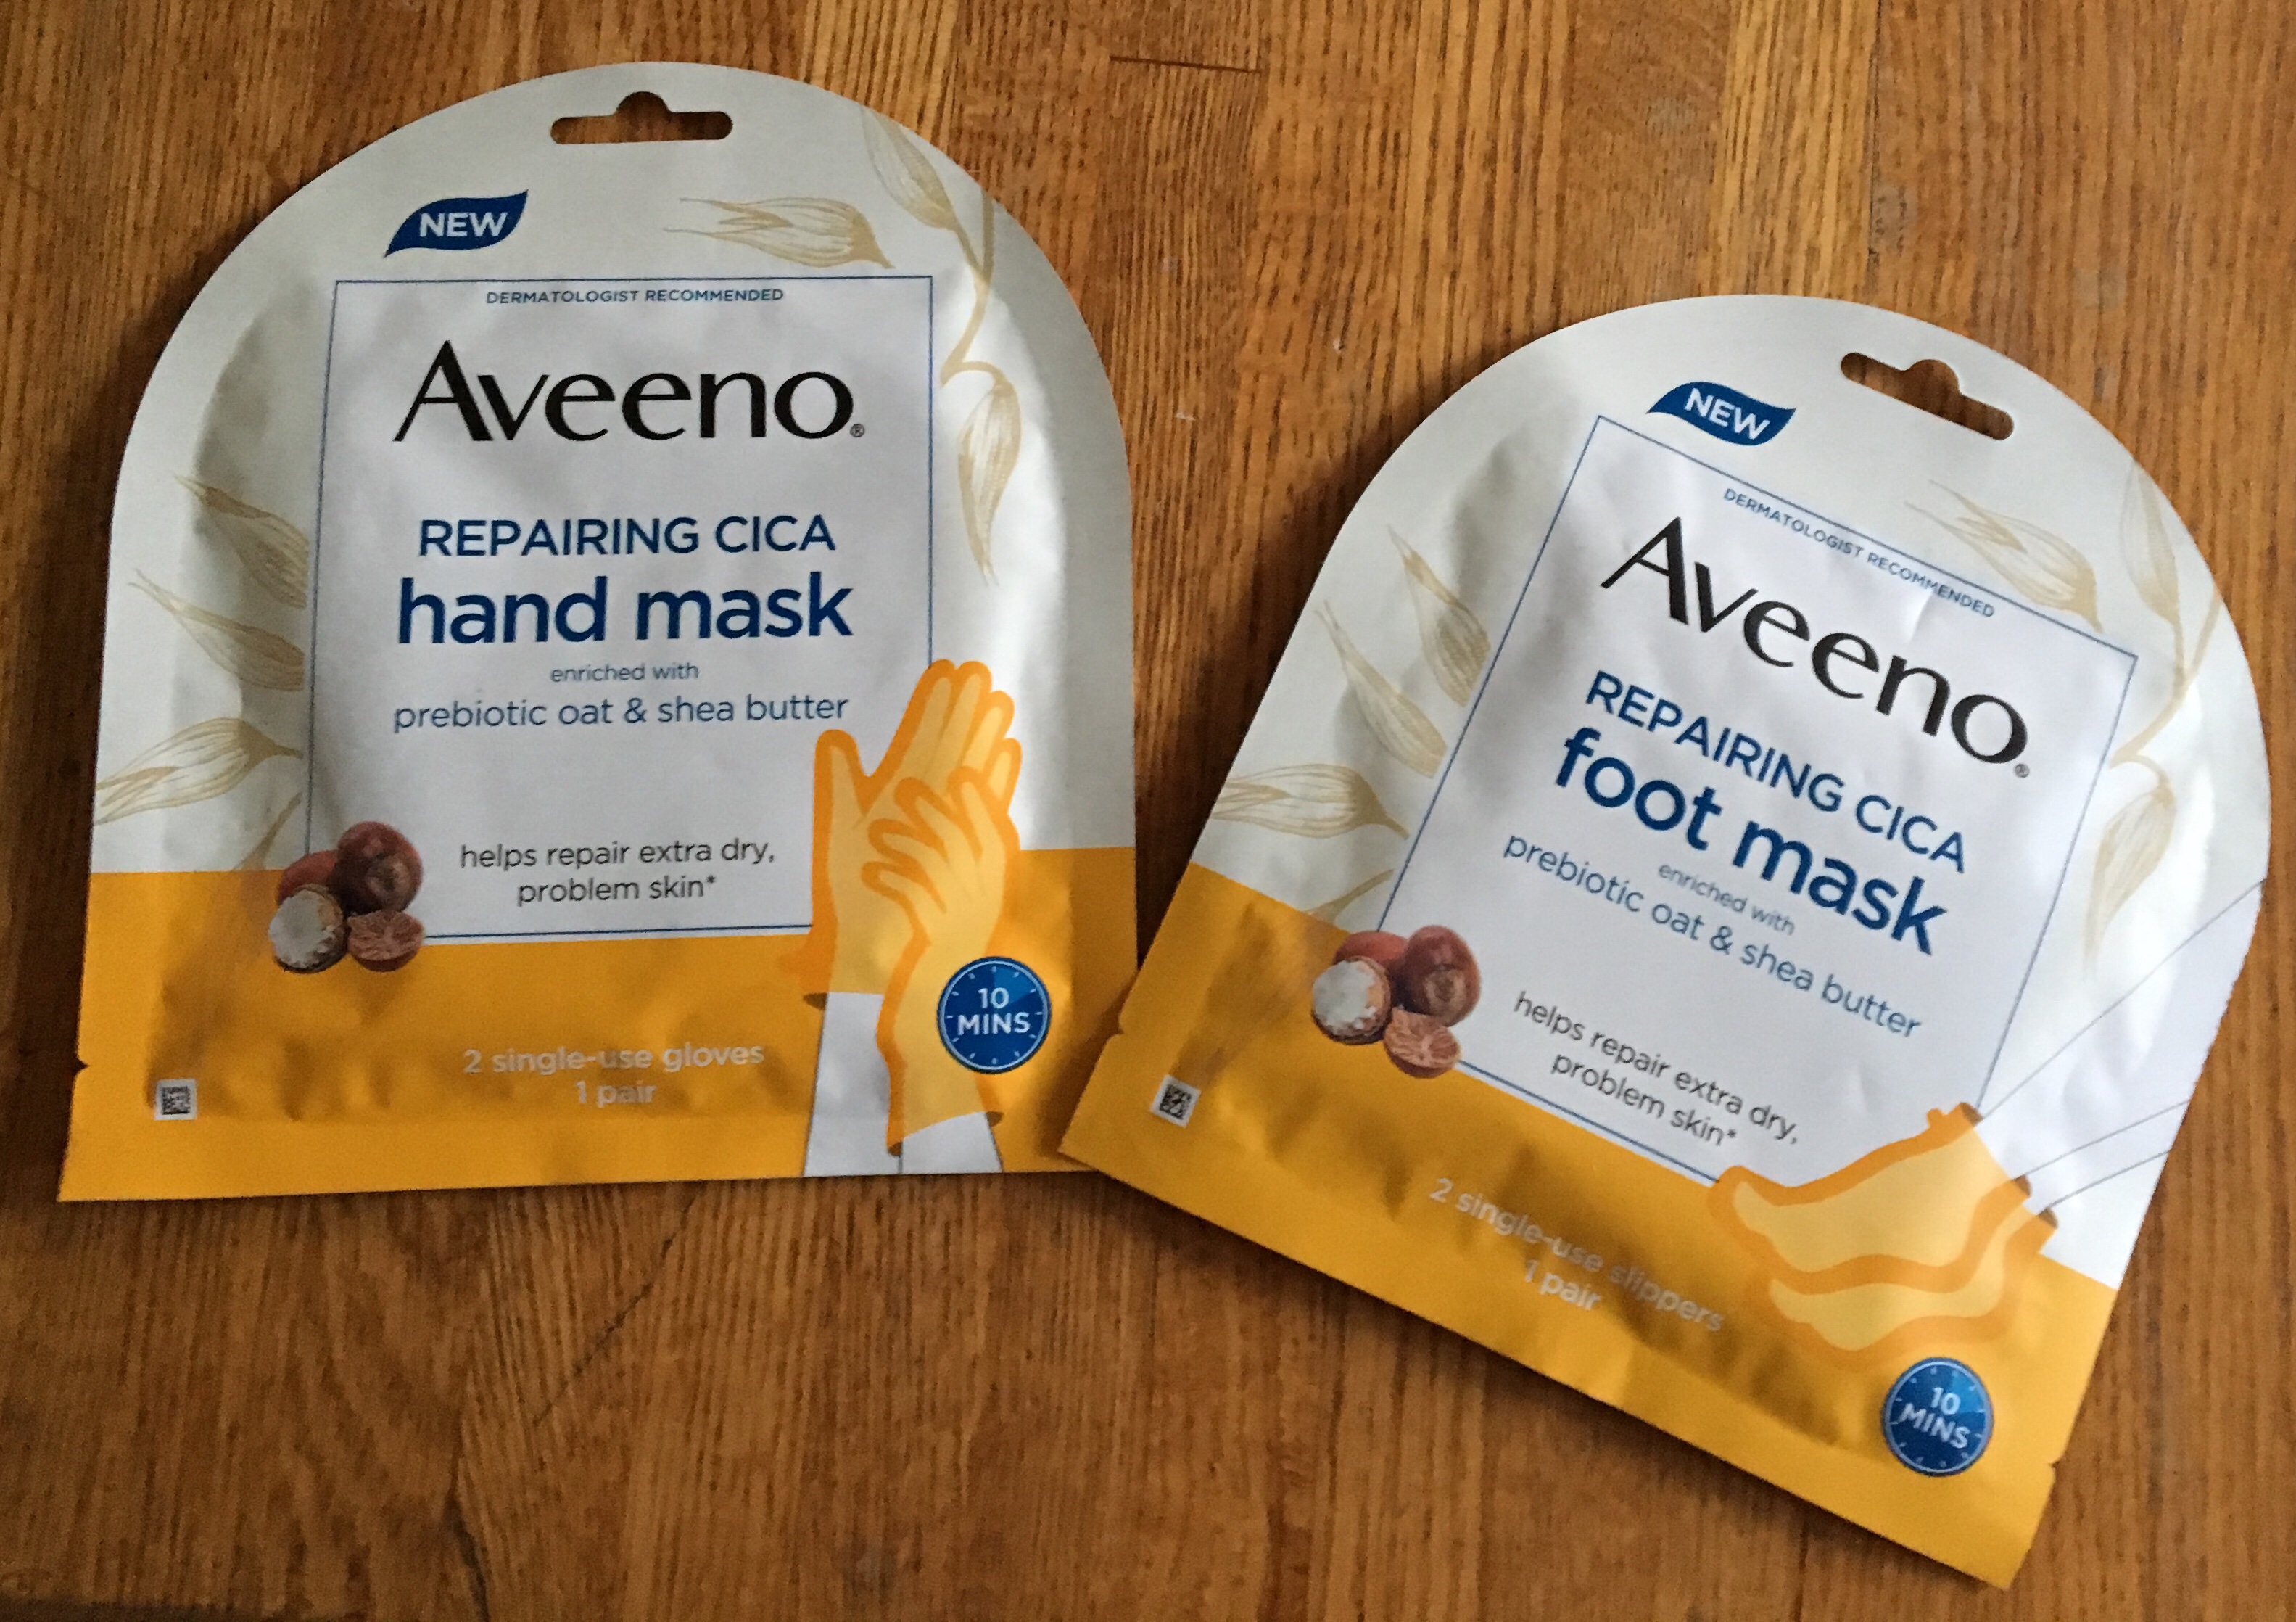 NEW
DERMATOLOGIST RECOMMENDED
Aveeno®
REPAIRING CICA
hand mask
enriched with
prebiotic oat & shea butter
helps repair extra dry,
problem skin*
10
MINS
2 single-use gloves
1 pair
NEW
DERMATOLOGIST RECOMMENDED
Aveeno®
REPAIRING CICA
foot mask
enriched with
prebiotic oat & shea butter
helps repair extra dry,
problem skin*
2 single-use slippers
1 pair
10
MINS